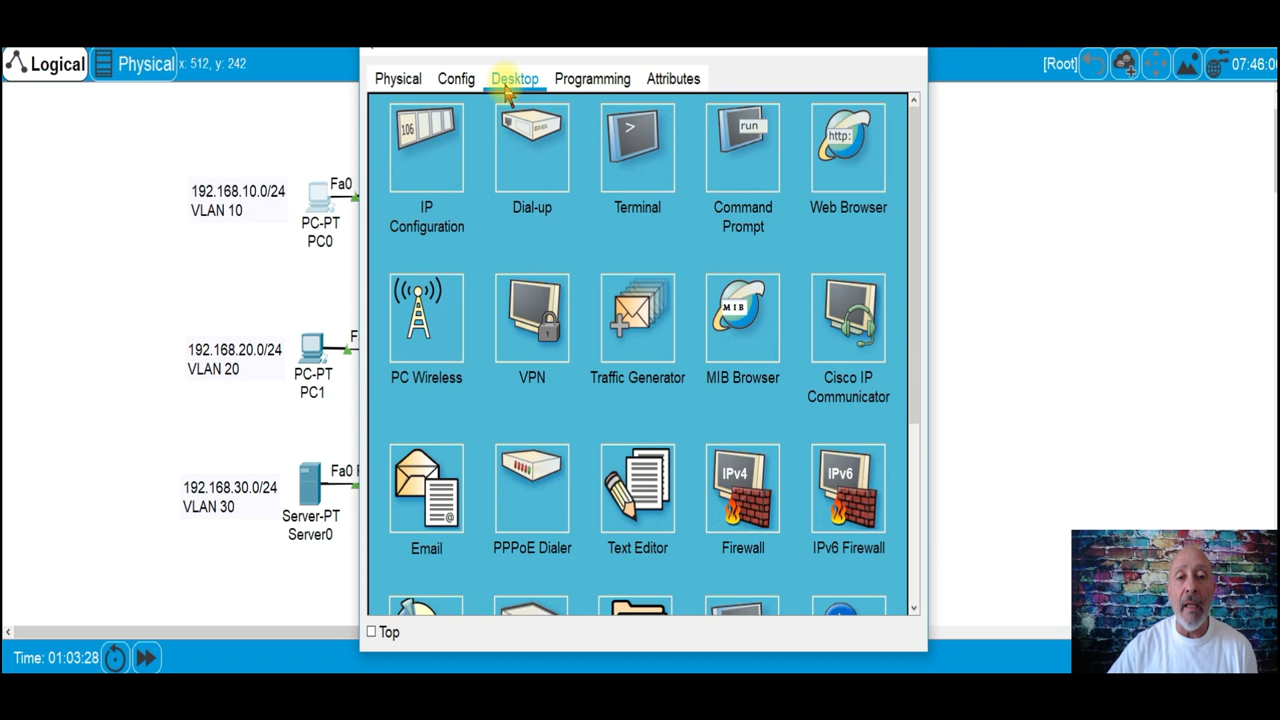 Logical
Physical
x: 512, y: 242
[Root]
07:46:0
Physical
Config
Desktop
Programming
Attributes
106
>
run
http:
IP
Configuration
Dial-up
Terminal
Command
Prompt
Web Browser
MIB
PC Wireless
VPN
Traffic Generator
MIB Browser
Cisco IP
Communicator
@
IPv4
IPv6
Email
PPPoE Dialer
Text Editor
Firewall
IPv6 Firewall
192.168.10.0/24
VLAN 10
Fa0
PC-PT
PC0
192.168.20.0/24
VLAN 20
F
PC-PT
PC1
192.168.30.0/24
VLAN 30
Fa0
Server-PT
Server0
Top
Time: 01:03:28